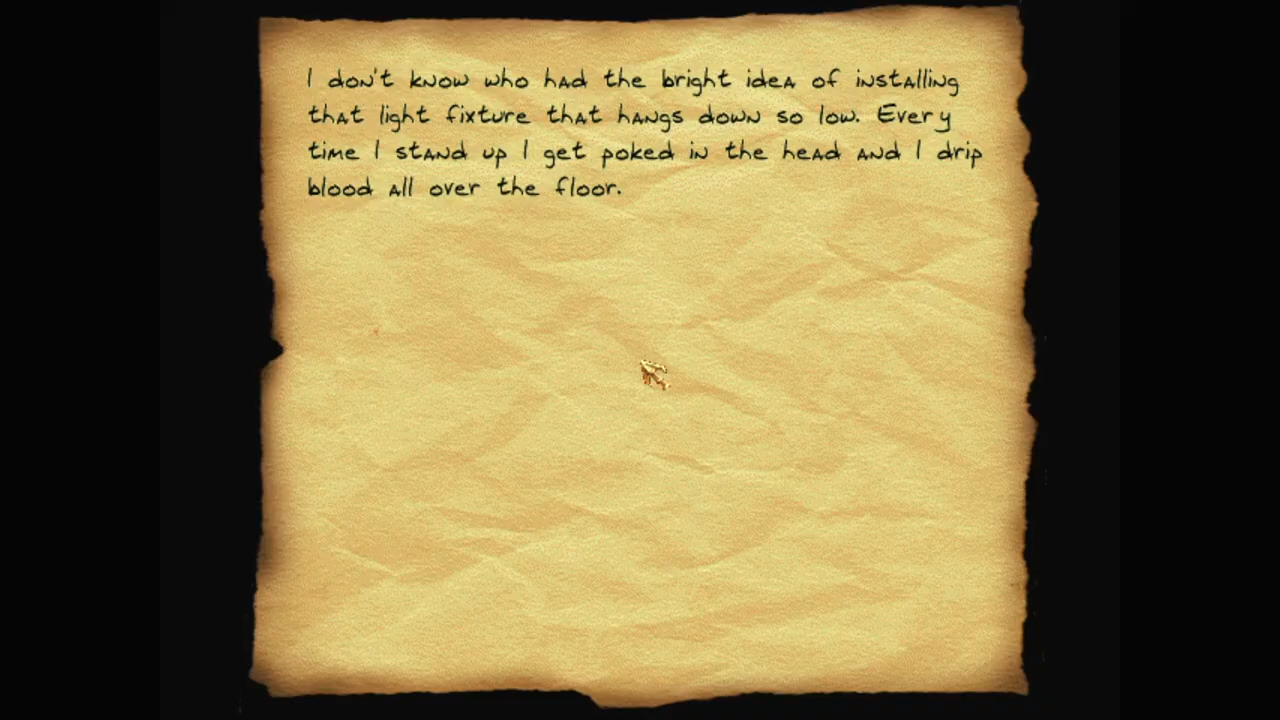 I don't know who had the bright idea of installing
that light fixture that hangs down so low. Every
time I stand up I get poked in the head and I drip
blood all over the floor.